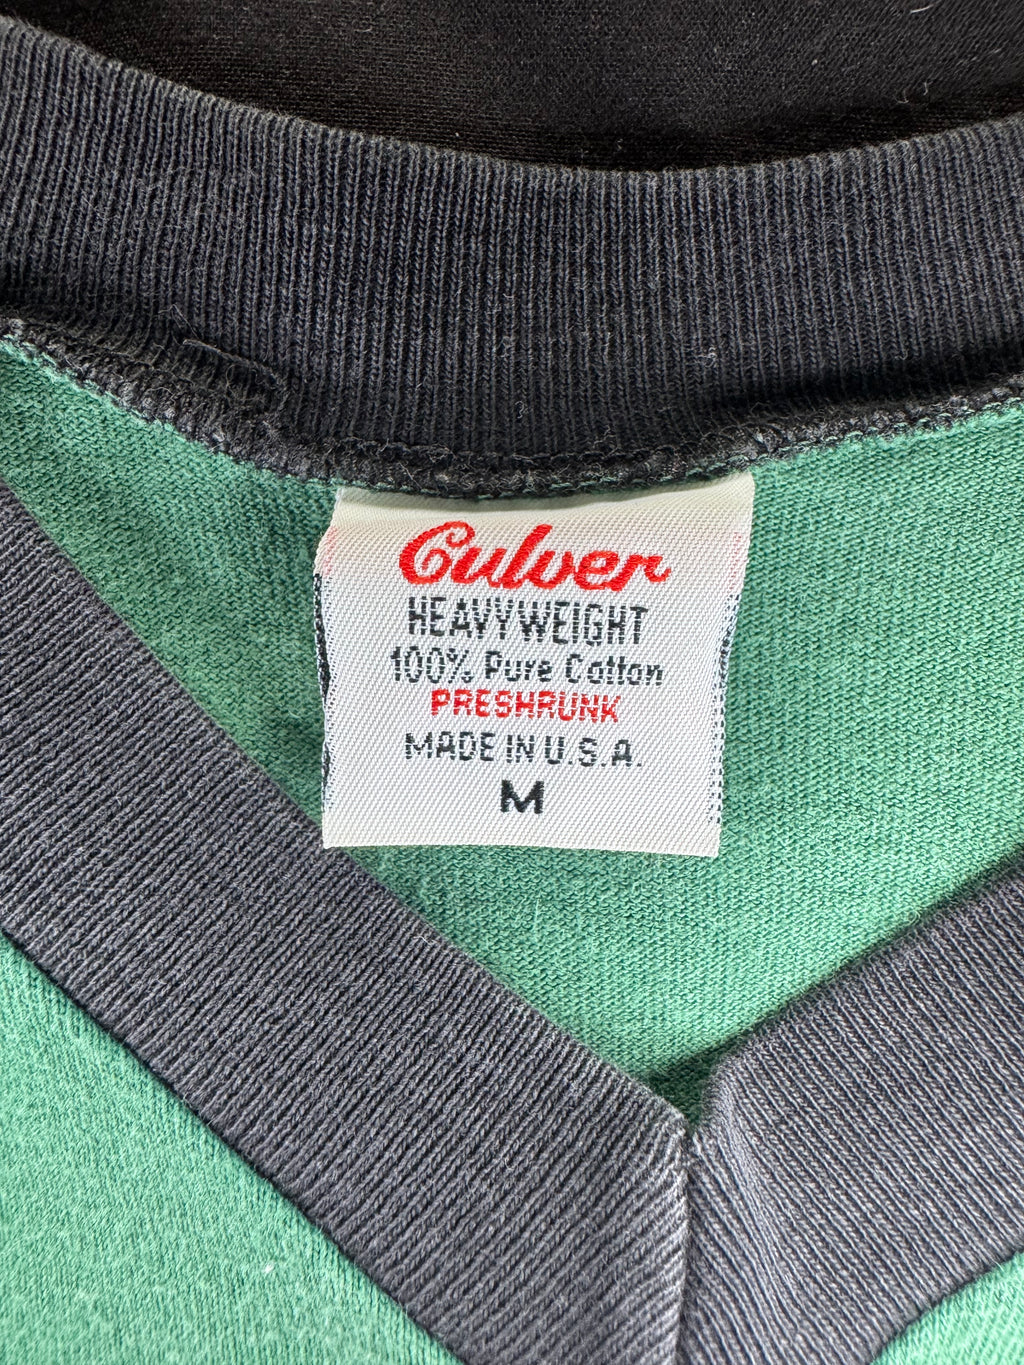 Culver
HEAVYWEIGHT
100% Pure Cotton
PRESHRUNK
MADE IN U.S.A.
M